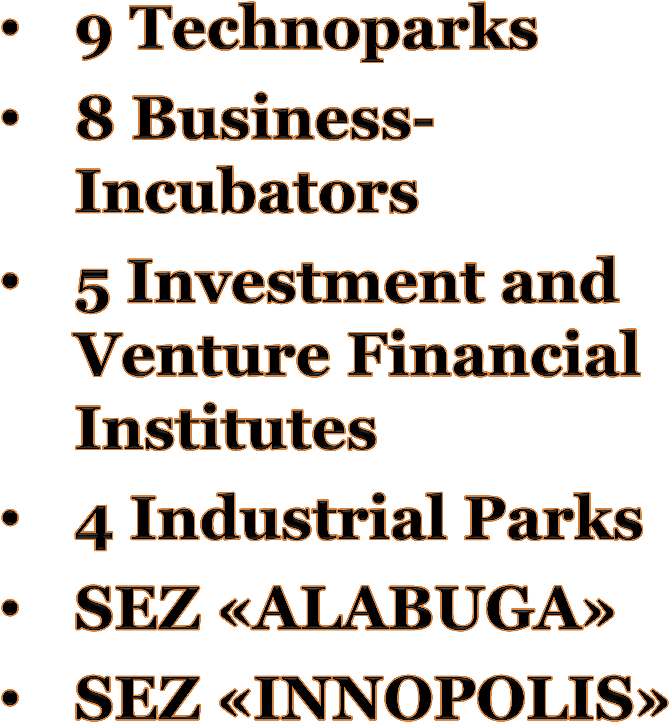 • 9 Technoparks
• 8 Business-
Incubators
• 5 Investment and
Venture Financial
Institutes
• 4 Industrial Parks
• SEZ «ALABUGA»
• SEZ «INNOPOLIS»